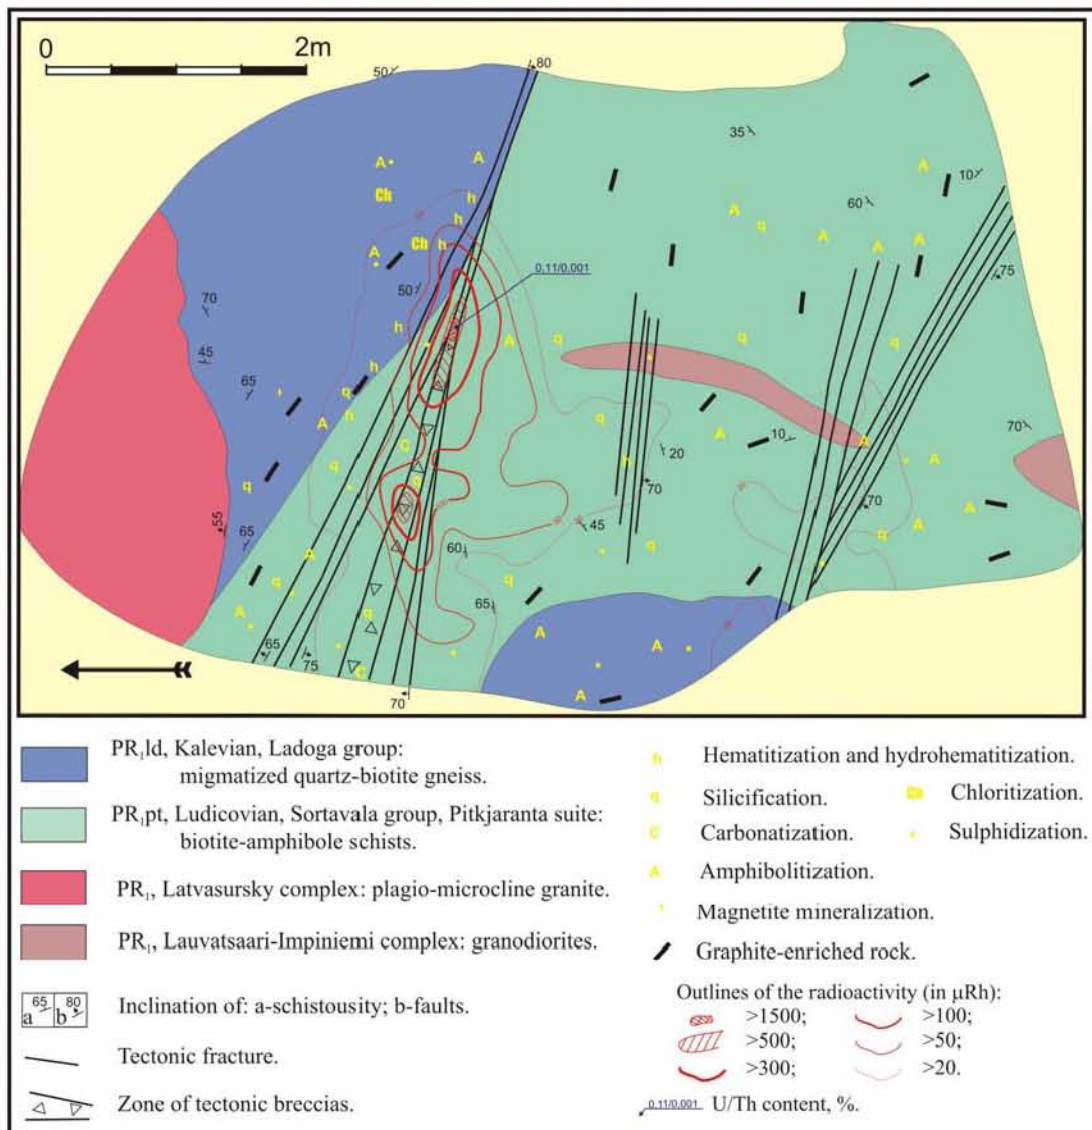 0 2m
50
80
35
10
A
A
A
Ch
60
h
A
q
h
A
A
A
A
Ch
h
A
0,11/0,001
75
50
70
h
q
q
q
A
45
h
65
q
q
70
A
h
A
10
A
C
20
A
q
h
q
q
70
70
A
55
45
A
q
65
60
q
A
q
q
65
A
q
A
A
65
75
C
A
70
PR₁ld, Kalevian, Ladoga group:
migmatized quartz-biotite gneiss.
PR₁pt, Ludicovian, Sortavala group, Pitkjaranta suite:
biotite-amphibole schists.
PR₁, Latvasursky complex: plagio-microcline granite.
PR₁, Lauvatsaari-Impiniemi complex: granodiorites.
65 80
a b Inclination of: a-schistousity; b-faults.
Tectonic fracture.
Zone of tectonic breccias.
h Hematitization and hydrohematitization.
q Silicification. Ch Chloritization.
C Carbonatization. Sulphidization.
A Amphibolitization.
Magnetite mineralization.
Graphite-enriched rock.
Outlines of the radioactivity (in µRh):
>1500; >100;
>500; >50;
>300; >20.
0,11/0,001 U/Th content, %.